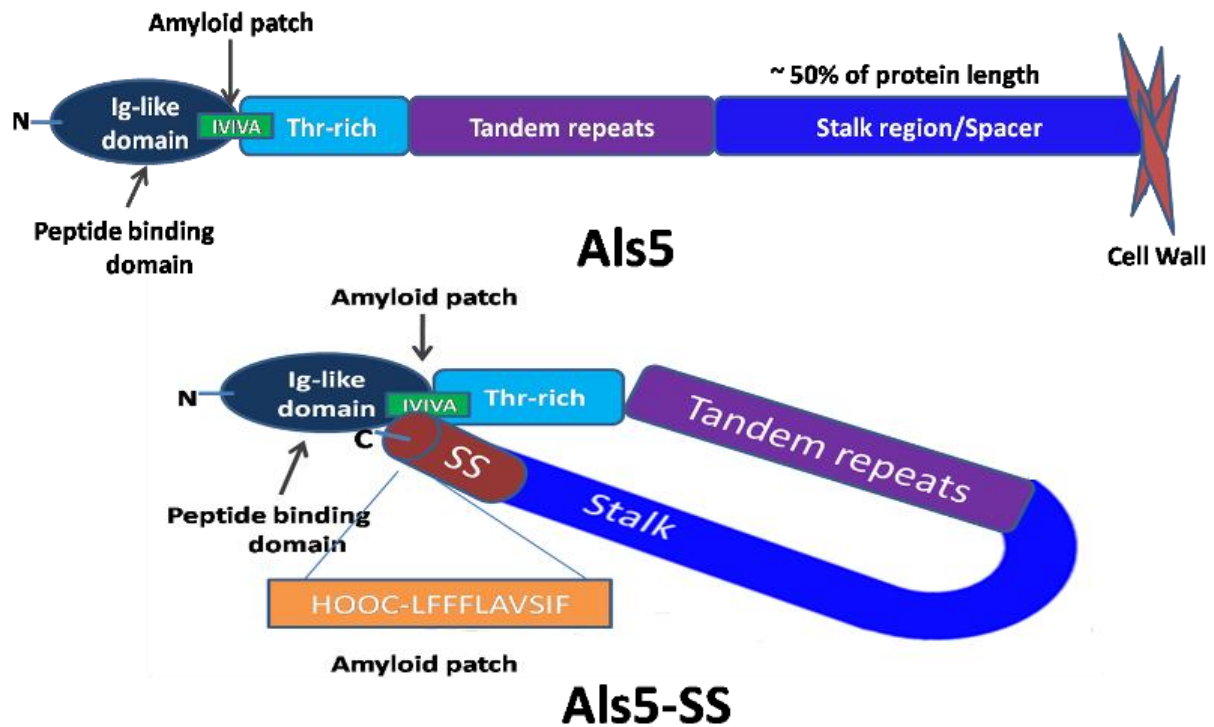 Amyloid patch
~ 50% of protein length
N
Ig-like
domain
IVIVA
Thr-rich
Tandem repeats
Stalk region/Spacer
Peptide binding
domain
Als5
Cell Wall
Amyloid patch
N
Ig-like
domain
IVIVA
Thr-rich
Tandem repeats
C
SS
Stalk
Peptide binding
domain
HOOC-LFFFLAVSIF
Amyloid patch
Als5-SS